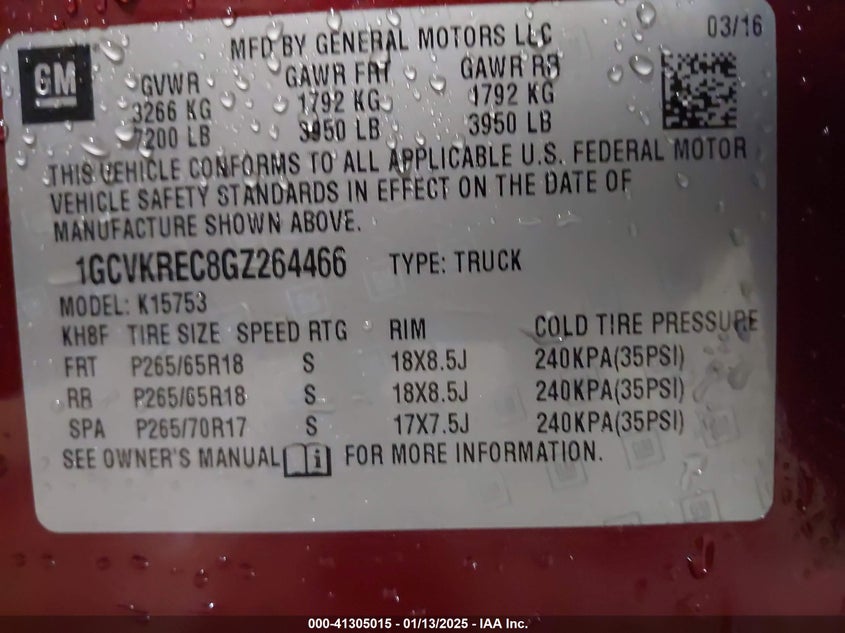 MFD BY GENERAL MOTORS LLC
03/16
GM
GVWR GAWR FRT GAWR RR
3266 KG 1792 KG 1792 KG
7200 LB 3950 LB 3950 LB
THIS VEHICLE CONFORMS TO ALL APPLICABLE U.S. FEDERAL MOTOR
VEHICLE SAFETY STANDARDS IN EFFECT ON THE DATE OF
MANUFACTURE SHOWN ABOVE.
1GCVKREC8GZ264466 TYPE: TRUCK
MODEL: K15753
KH8F TIRE SIZE SPEED RTG RIM COLD TIRE PRESSURE
FRT P265/65R18 S 18X8.5J 240KPA(35PSI)
RR P265/65R18 S 18X8.5J 240KPA(35PSI)
SPA P265/70R17 S 17X7.5J 240KPA(35PSI)
SEE OWNER'S MANUAL i FOR MORE INFORMATION.
000-41305015 - 01/13/2025 - IAA Inc.